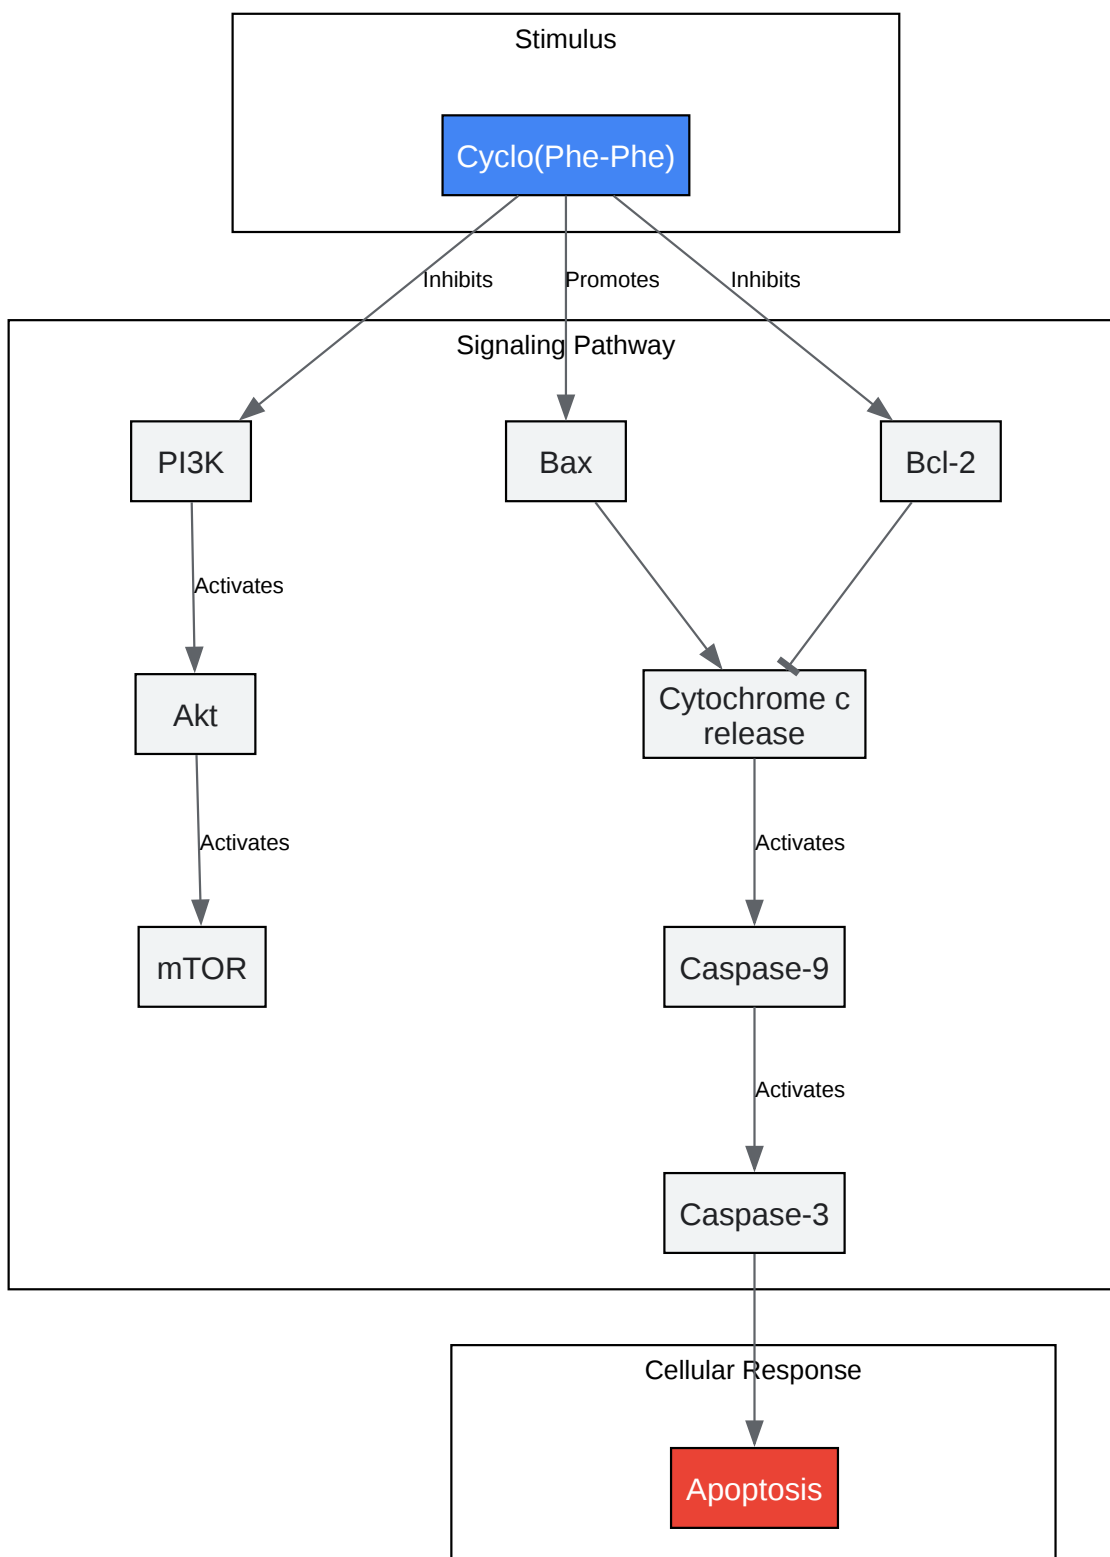 Stimulus
Cyclo(Phe-Phe)
Inhibits
Promotes
Inhibits
Signaling Pathway
PI3K
Bax
Bcl-2
Activates
Akt
Cytochrome c
release
Activates
Activates
mTOR
Caspase-9
Activates
Caspase-3
Cellular Response
Apoptosis